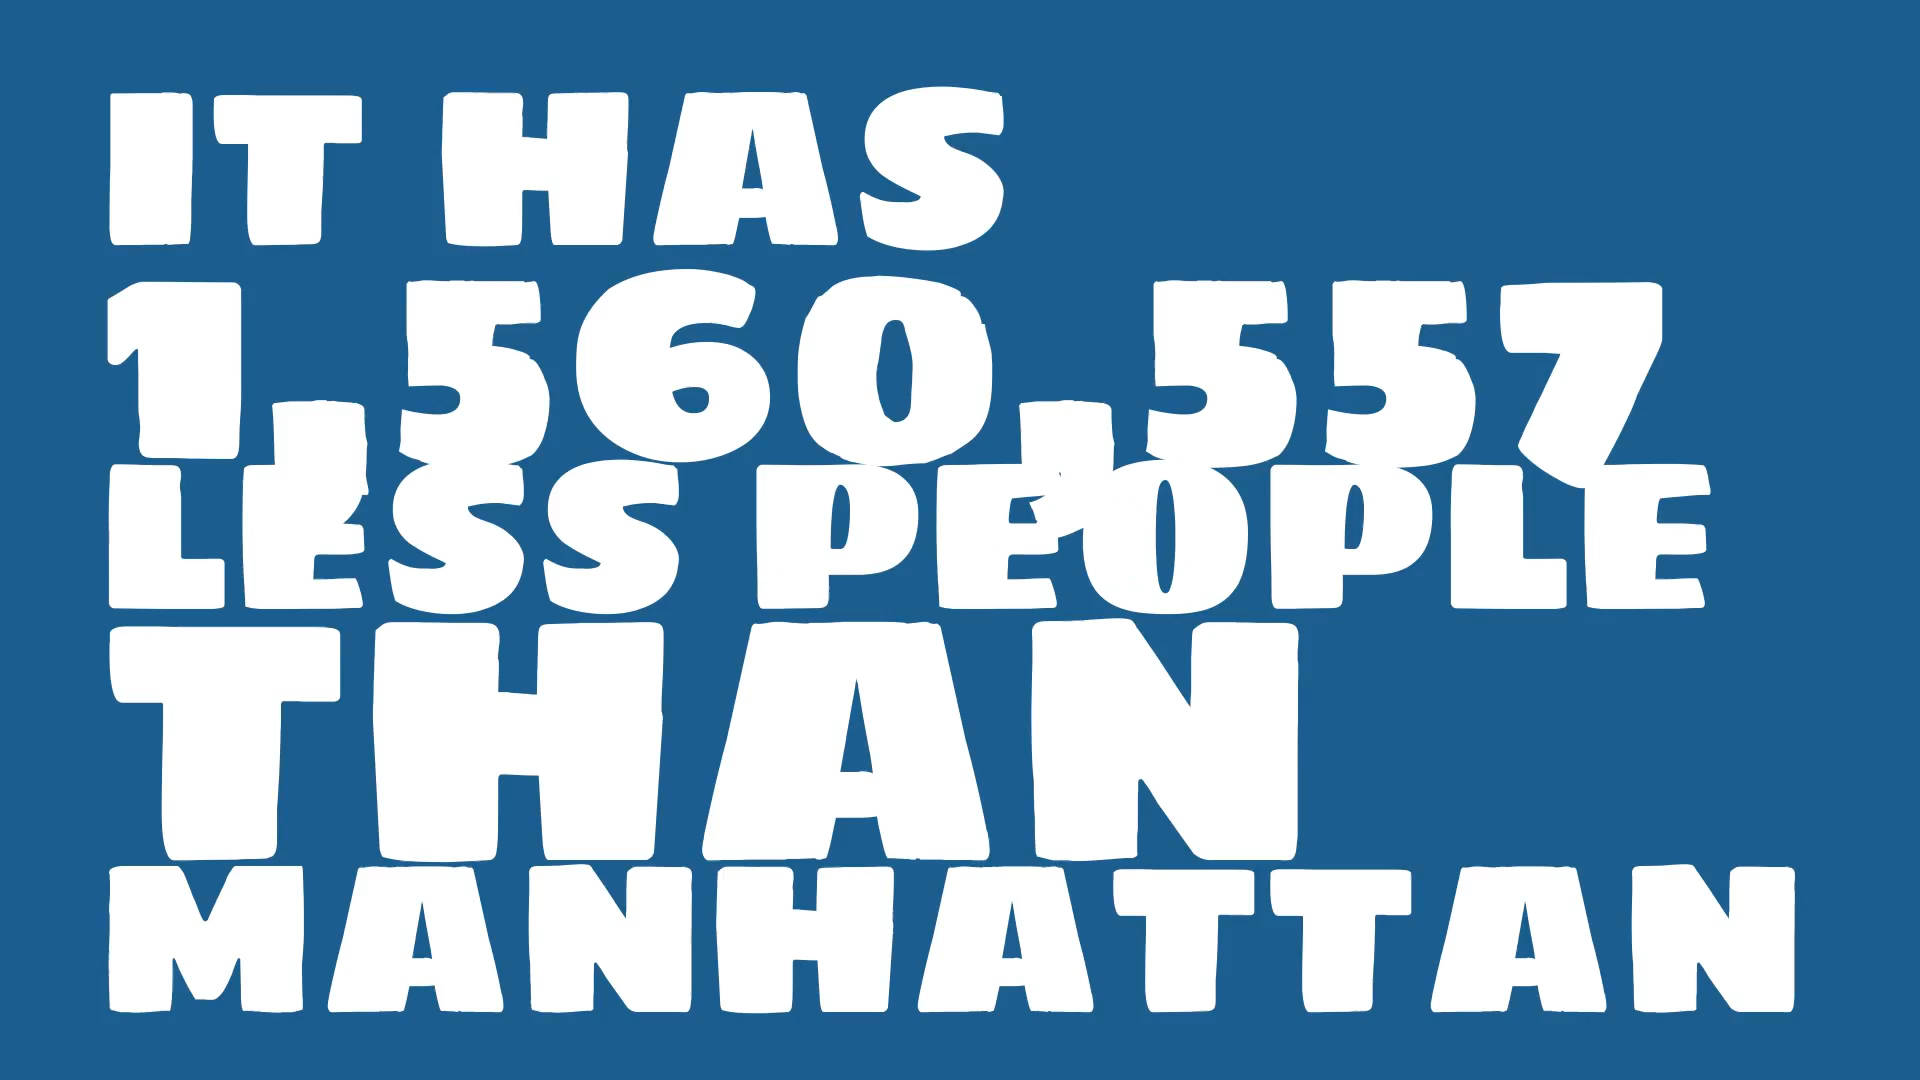 IT HAS
1,560,557
LESS PEOPLE
THAN
MANHATTAN